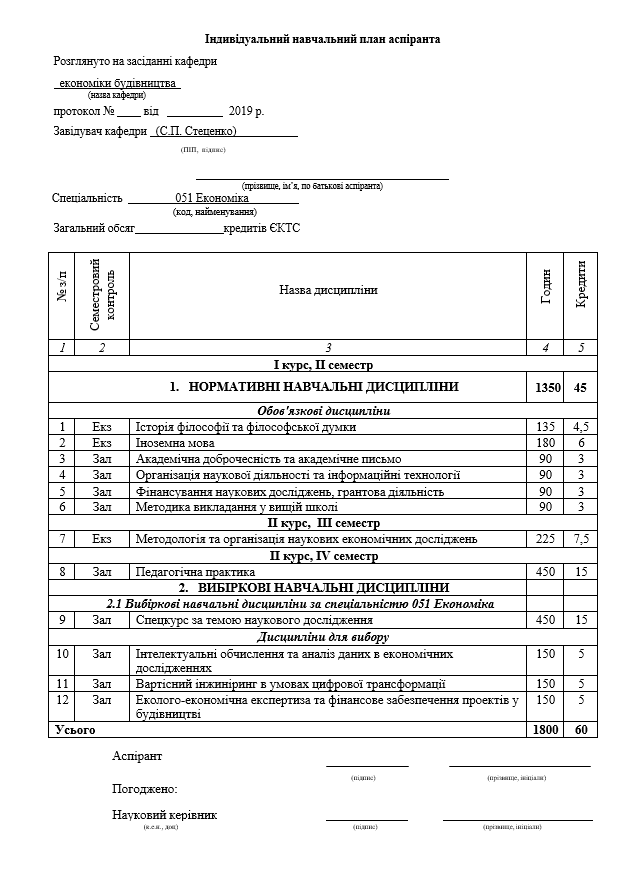 Індивідуальний навчальний план аспіранта
Розглянуто на засіданні кафедри
економіки будівництва
(назва кафедри)
протокол № ____ від __________ 2019 р.
Завідувач кафедри (С.П. Стеценко)
(ПІП, підпис)
(прізвище, ім’я, по батькові аспіранта)
Спеціальність 051 Економіка
(код, найменування)
Загальний обсяг_______________кредитів ЄКТС
№ з/п Семестровий контроль Назва дисципліни Годин Кредити
1 2 3 4 5
І курс, ІІ семестр
1. НОРМАТИВНІ НАВЧАЛЬНІ ДИСЦИПЛІНИ 1350 45
Обов'язкові дисципліни
1 Екз Історія філософії та філософської думки 135 4,5
2 Екз Іноземна мова 180 6
3 Зал Академічна доброчесність та академічне письмо 90 3
4 Зал Організація наукової діяльності та інформаційні технології 90 3
5 Зал Фінансування наукових досліджень, грантова діяльність 90 3
6 Зал Методика викладання у вищій школі 90 3
ІІ курс, ІІІ семестр
7 Екз Методологія та організація наукових економічних досліджень 225 7,5
ІІ курс, IV семестр
8 Зал Педагогічна практика 450 15
2. ВИБІРКОВІ НАВЧАЛЬНІ ДИСЦИПЛІНИ
2.1 Вибіркові навчальні дисципліни за спеціальністю 051 Економіка
9 Зал Спецкурс за темою наукового дослідження 450 15
Дисципліни для вибору
10 Зал Інтелектуальні обчислення та аналіз даних в економічних 150 5
дослідженнях
11 Зал Вартісний інжиніринг в умовах цифрової трансформації 150 5
12 Зал Еколого-економічна експертиза та фінансове забезпечення проектів у 150 5
будівництві
Усього 1800 60
Аспірант
(підпис) (прізвище, ініціали)
Погоджено:
Науковий керівник
(к.е.н., доц) (підпис) (прізвище, ініціали)